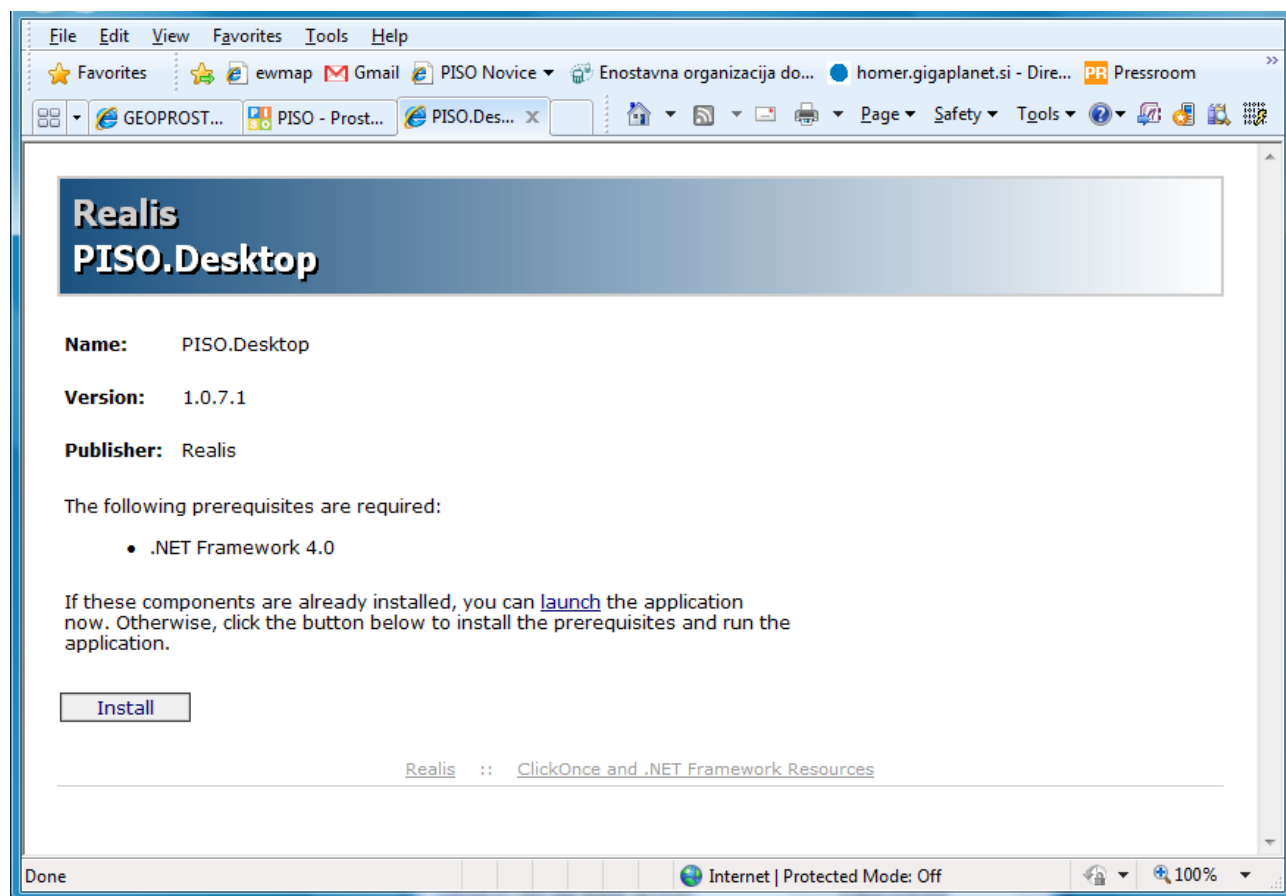 File Edit View Favorites Tools Help
Favorites ewmap Gmail PISO Novice Enostavna organizacija do... homer.gigaplanet.si - Dire... PR Pressroom
GEOPROST... PISO - Prost... PISO.Des... x Page Safety Tools
Realis
PISO.Desktop
Name: PISO.Desktop
Version: 1.0.7.1
Publisher: Realis
The following prerequisites are required:
• .NET Framework 4.0
If these components are already installed, you can launch the application
now. Otherwise, click the button below to install the prerequisites and run the
application.
Install
Realis :: ClickOnce and .NET Framework Resources
Done Internet | Protected Mode: Off 100%